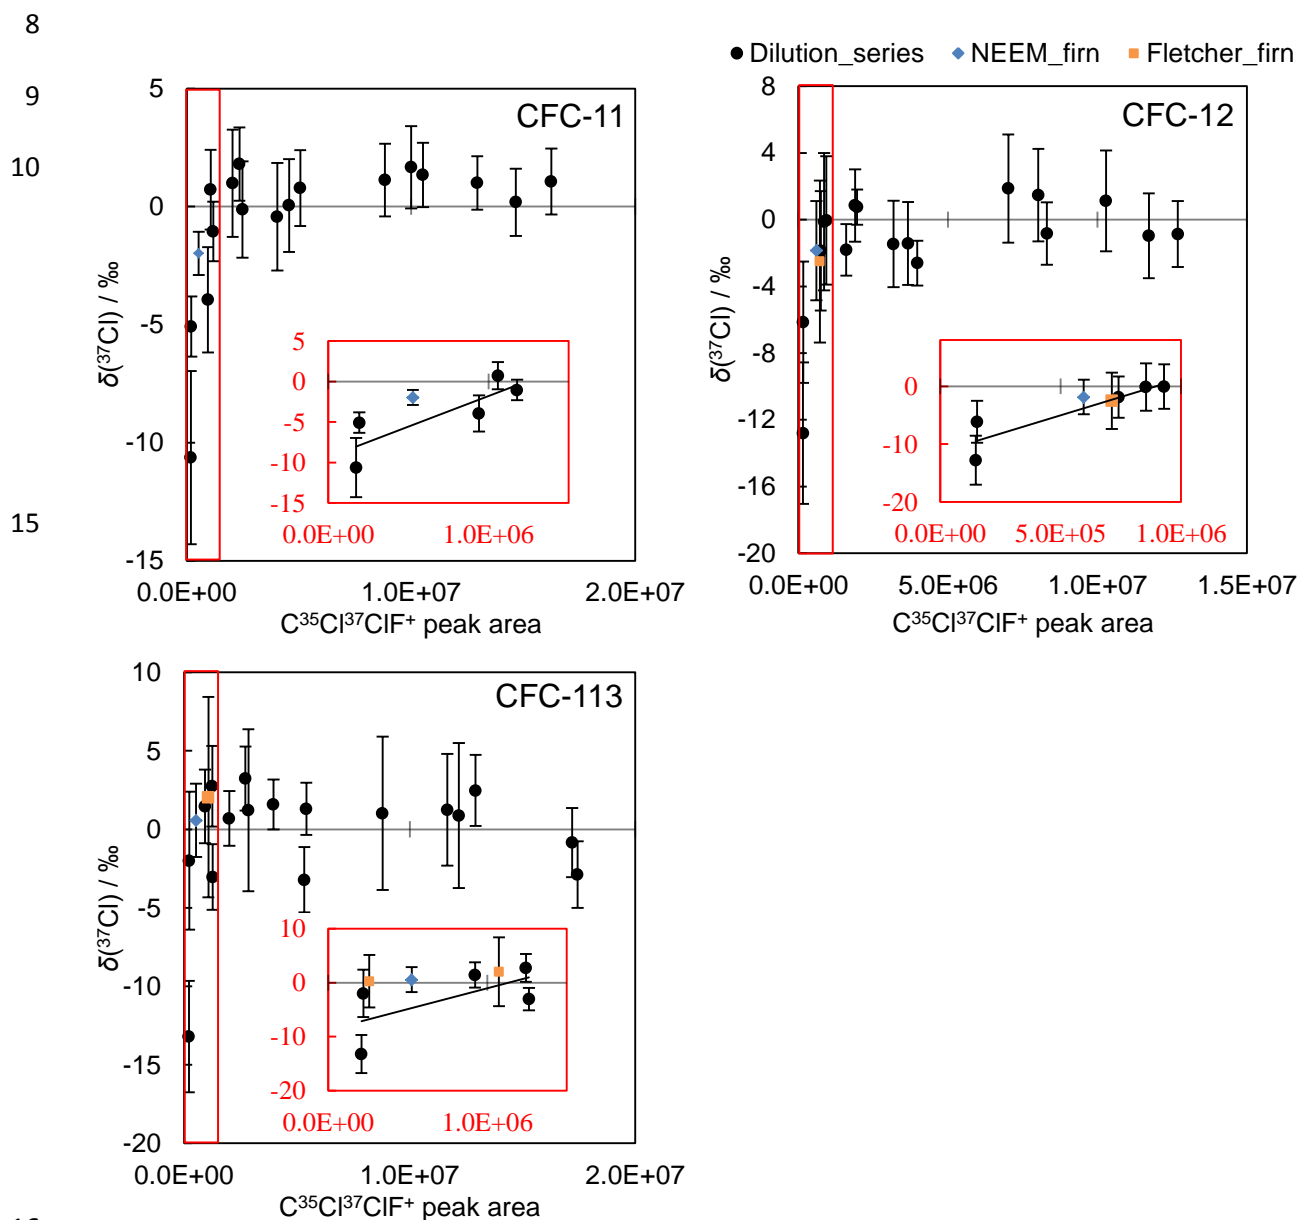 8
9
10
15
Dilution_series NEEM_firn Fletcher_firn
CFC-11
5
0
-5
-10
-15
δ(³⁷Cl) / ‰
0.0E+00 1.0E+07 2.0E+07
C³⁵Cl³⁷ClF⁺ peak area
5
0
-5
-10
-15
0.0E+00 1.0E+06
CFC-12
8
4
0
-4
-8
-12
-16
-20
δ(³⁷Cl) / ‰
0.0E+00 5.0E+06 1.0E+07 1.5E+07
C³⁵Cl³⁷ClF⁺ peak area
0
-10
-20
0.0E+00 5.0E+05 1.0E+06
CFC-113
10
5
0
-5
-10
-15
-20
δ(³⁷Cl) / ‰
0.0E+00 1.0E+07 2.0E+07
C³⁵Cl³⁷ClF⁺ peak area
10
0
-10
-20
0.0E+00 1.0E+06